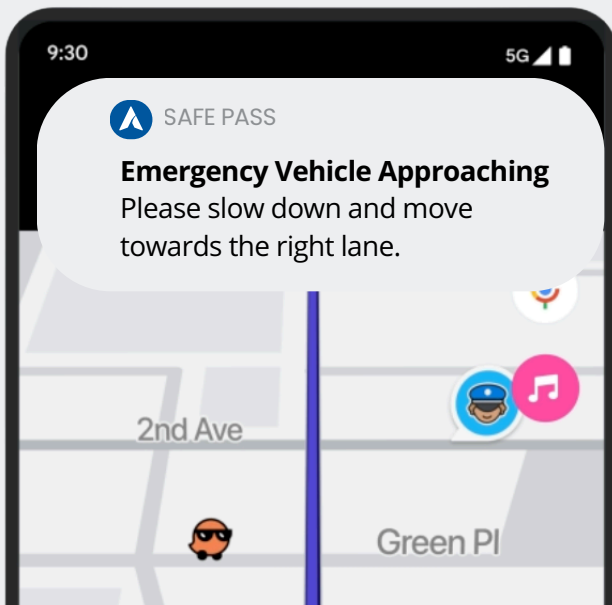 9:30
5G
SAFE PASS
Emergency Vehicle Approaching
Please slow down and move
towards the right lane.
2nd Ave
Green Pl